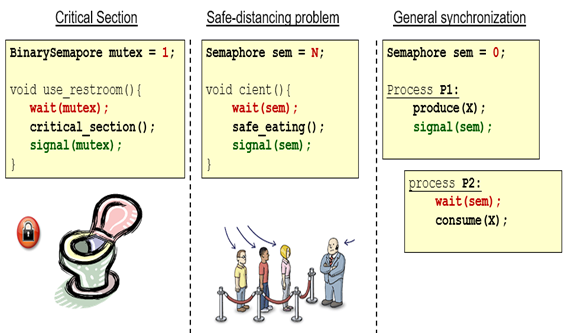 Critical Section
BinarySemapore mutex = 1;
void use_restroom(){
wait(mutex);
critical_section();
signal(mutex);
}
Safe-distancing problem
Semaphore sem = N;
void cient(){
wait(sem);
safe_eating();
signal(sem);
}
General synchronization
Semaphore sem = 0;
Process P1:
produce(X);
signal(sem);
process P2:
wait(sem);
consume(X);